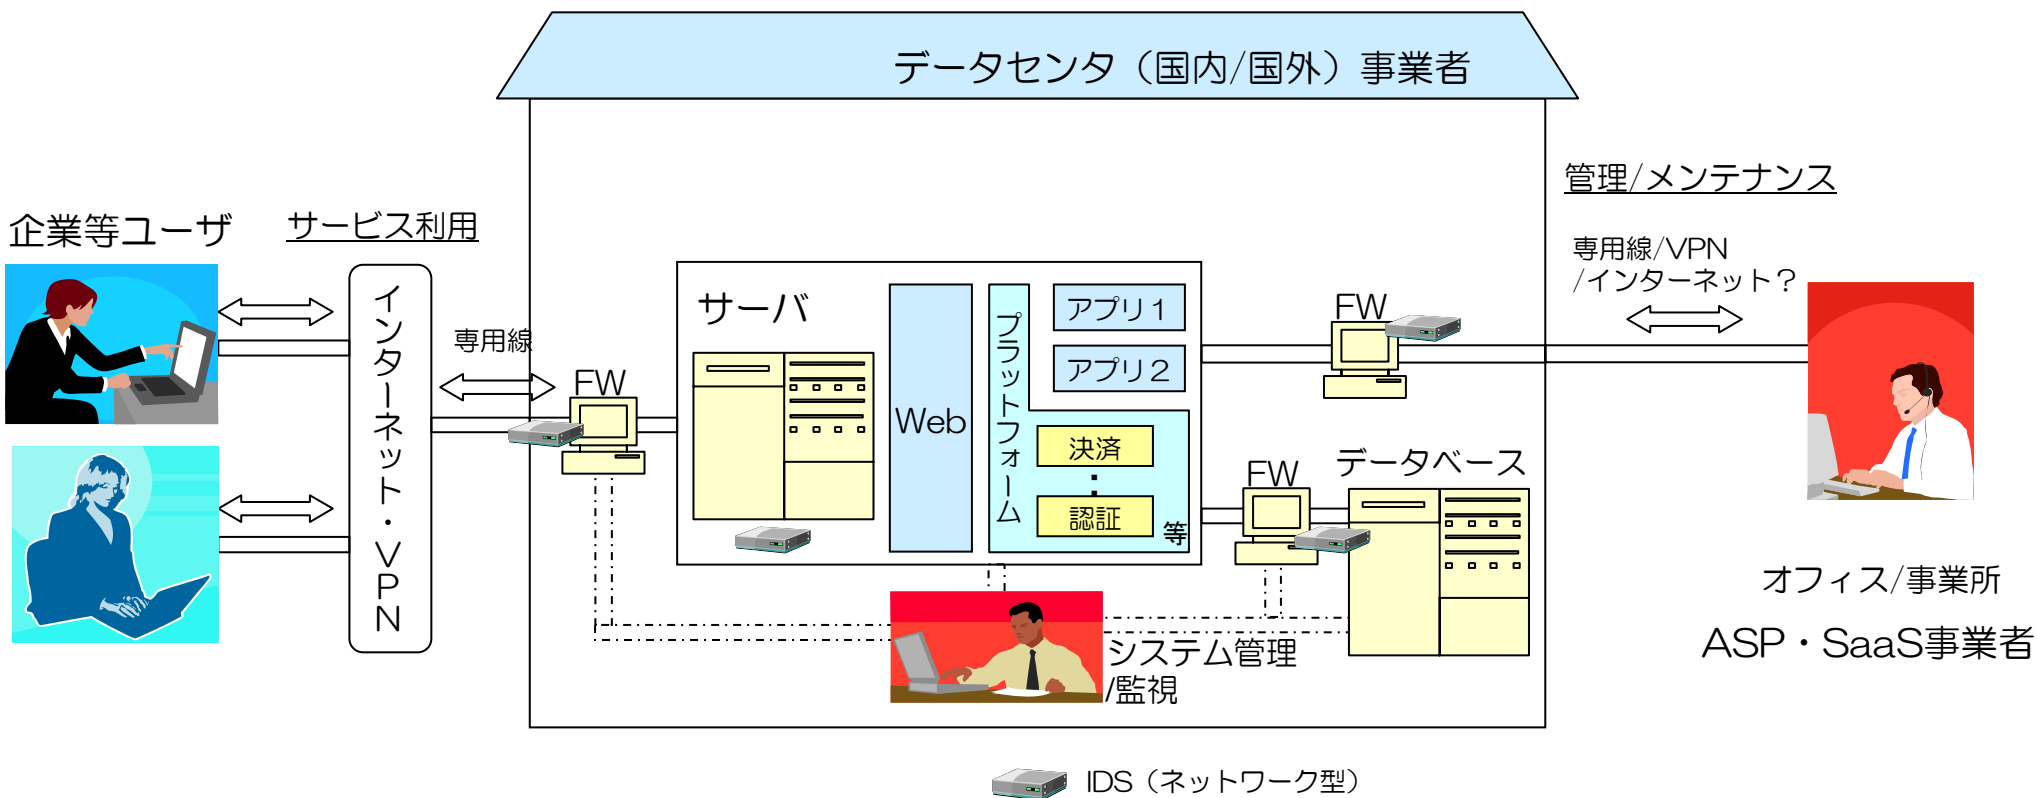 データセンタ（国内/国外）事業者
管理/メンテナンス
企業等ユーザ
サービス利用
専用線/VPN
/インターネット？
インターネット・VPN
専用線
FW
サーバ
Web
プラットフォーム
アプリ１
アプリ２
決済
：
認証
等
FW
FW
データベース
オフィス/事業所
ASP・SaaS事業者
システム管理
/監視
IDS（ネットワーク型）